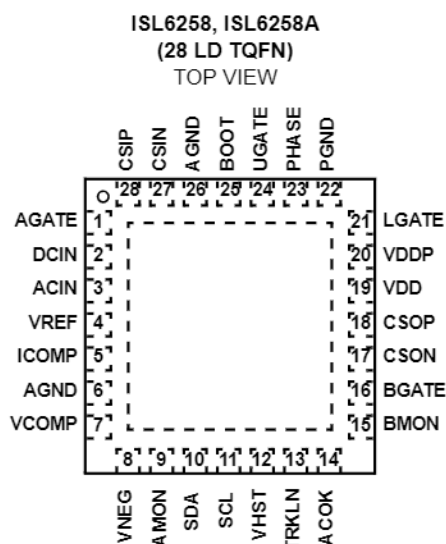 ISL6258, ISL6258A
(28 LD TQFN)
TOP VIEW
CSIP
CSIN
AGND
BOOT
UGATE
PHASE
PGND
28 27 26 25 24 23 22
AGATE 1
DCIN 2
ACIN 3
VREF 4
ICOMP 5
AGND 6
VCOMP 7
21 LGATE
20 VDDP
19 VDD
18 CSOP
17 CSON
16 BGATE
15 BMON
8 9 10 11 12 13 14
VNEG
AMON
SDA
SCL
VHST
TRKLN
ACOK